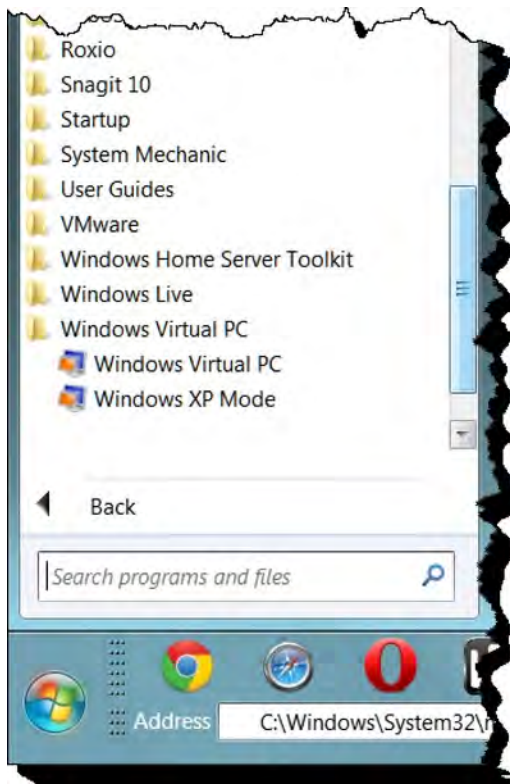 Roxio
Snagit 10
Startup
System Mechanic
User Guides
VMware
Windows Home Server Toolkit
Windows Live
Windows Virtual PC
Windows Virtual PC
Windows XP Mode
Back
Search programs and files
Address C:\Windows\System32\